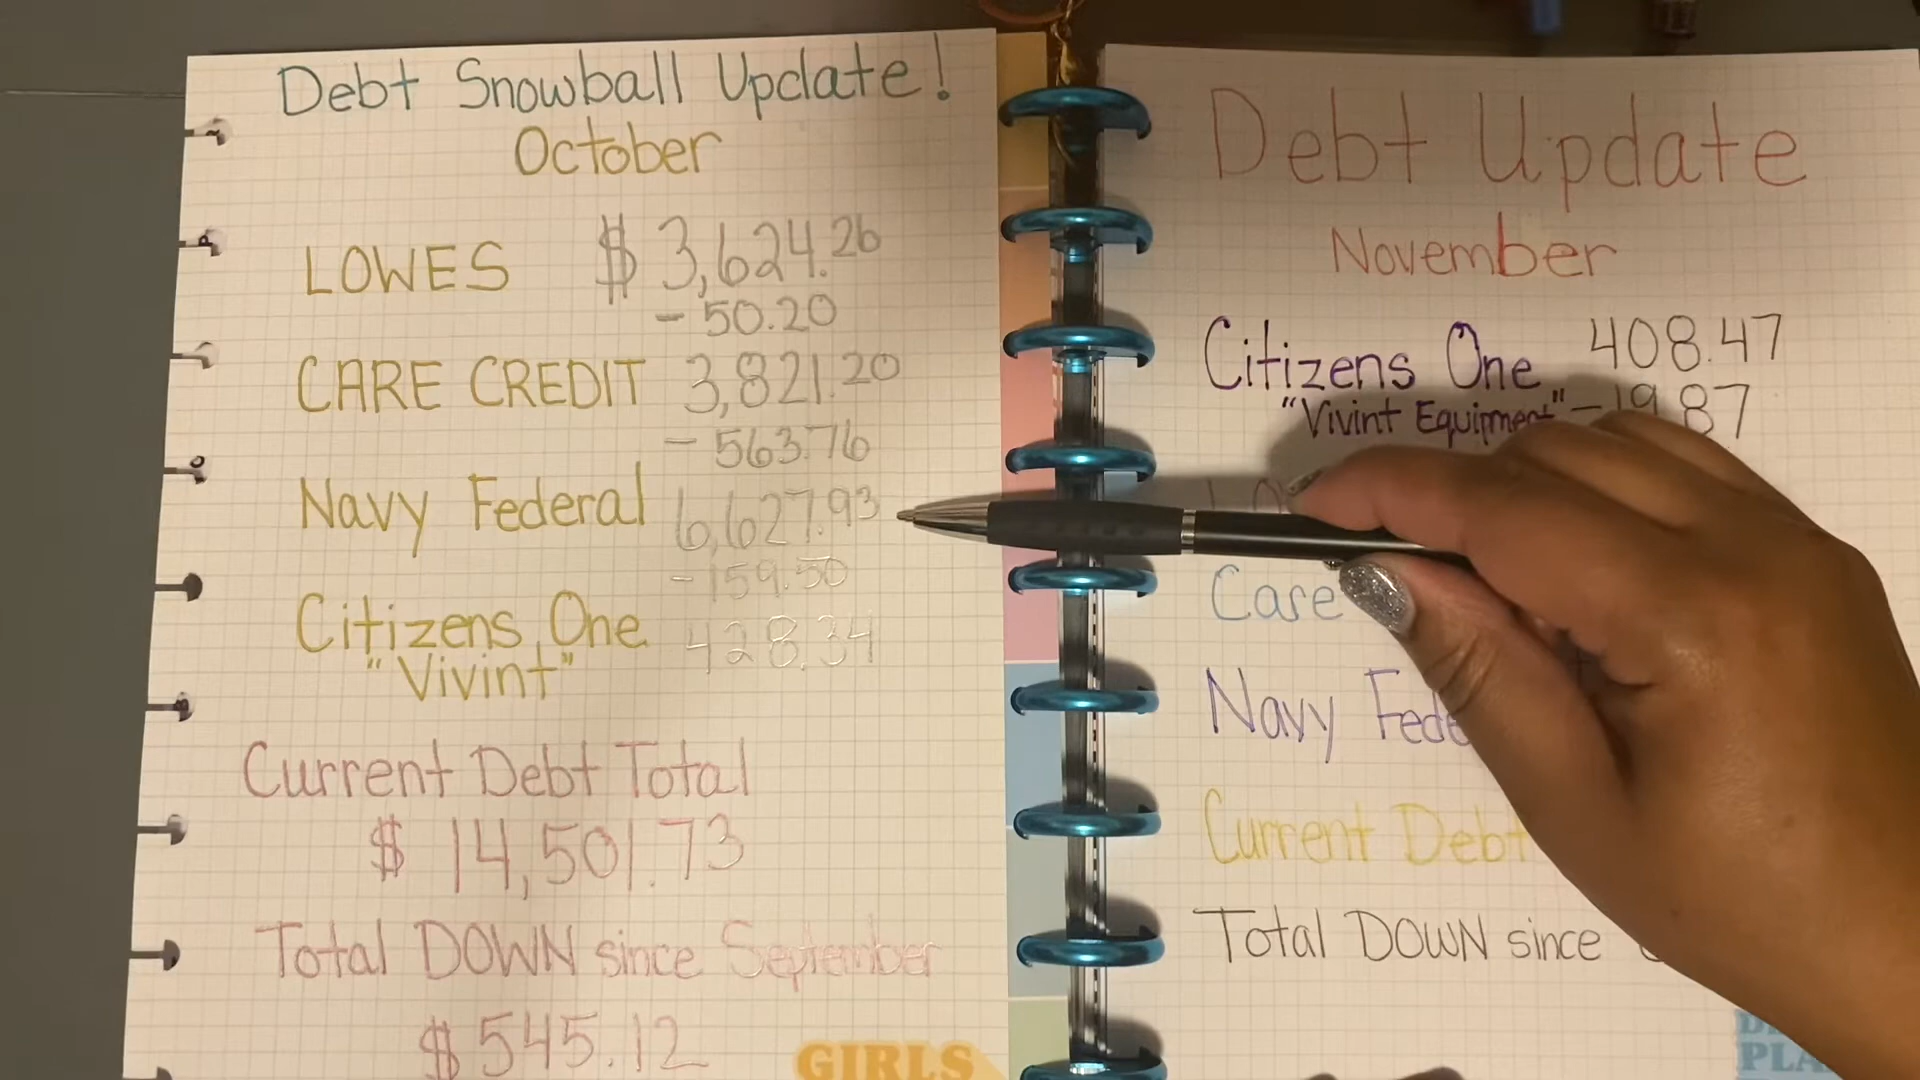 Debt Snowball Update!
October
LOWES $ 3,624.26
- 50.20
CARE CREDIT 3,821.20
- 563.76
Navy Federal 6,627.93
- 159.50
Citizens One 428.34
"Vivint"
Current Debt Total
$ 14,501.73
Total DOWN since September
$ 545.12
GIRLS
Debt Update
November
Citizens One 408.47
"Vivint Equipment" - 19.87
Care
Navy Fede
Current Debt
Total DOWN since